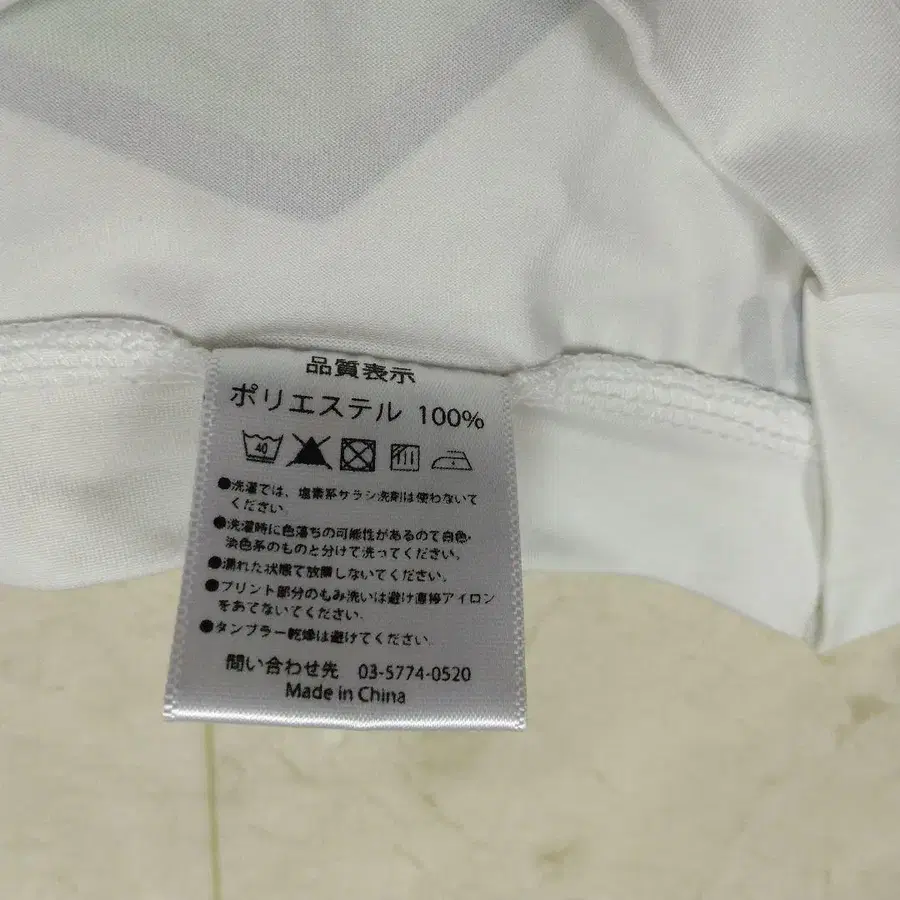 品質表示
ポリエステル 100%
40
●洗濯では、塩素系サラシ洗剤は使わないで
ください。
●洗濯時に色落ちの可能性があるので白色・
淡色系のものと分けて洗ってください。
●濡れた状態で放置しないでください。
●プリント部分のもみ洗いは避け直接アイロン
をあてないでください。
●タンブラー乾燥は避けてください。
問い合わせ先 03-5774-0520
Made in China